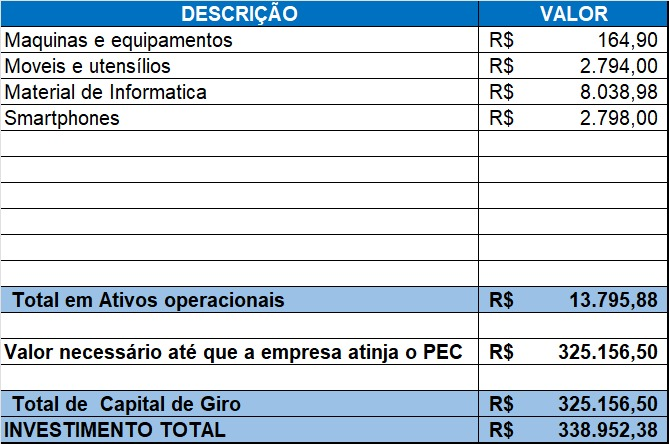 DESCRIÇÃO VALOR
Maquinas e equipamentos R$ 164,90
Moveis e utensílios R$ 2.794,00
Material de Informatica R$ 8.038,98
Smartphones R$ 2.798,00
Total em Ativos operacionais R$ 13.795,88
Valor necessário até que a empresa atinja o PEC R$ 325.156,50
Total de Capital de Giro R$ 325.156,50
INVESTIMENTO TOTAL R$ 338.952,38